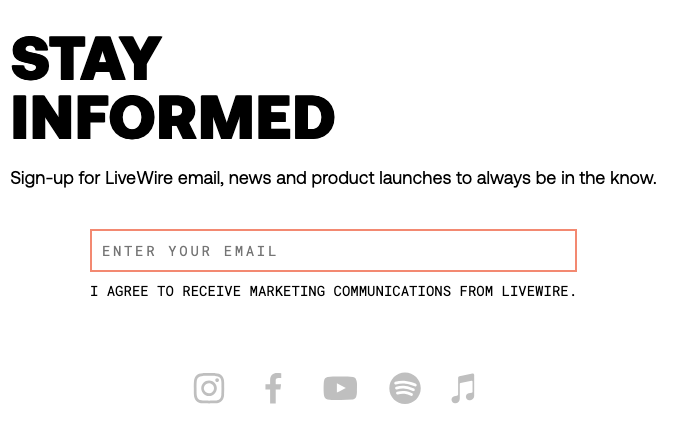 STAY
INFORMED
Sign-up for LiveWire email, news and product launches to always be in the know.
ENTER YOUR EMAIL
I AGREE TO RECEIVE MARKETING COMMUNICATIONS FROM LIVEWIRE.